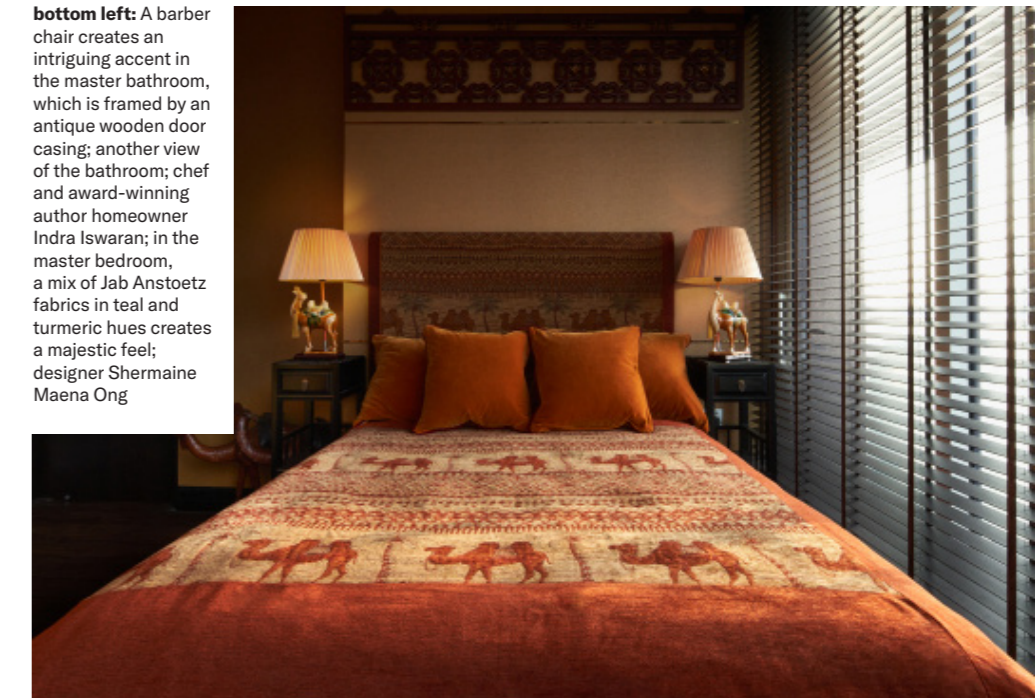 bottom left: A barber
chair creates an
intriguing accent in
the master bathroom,
which is framed by an
antique wooden door
casing; another view
of the bathroom; chef
and award-winning
author homeowner
Indra Iswaran; in the
master bedroom,
a mix of Jab Anstoetz
fabrics in teal and
turmeric hues creates
a majestic feel;
designer Shermaine
Maena Ong